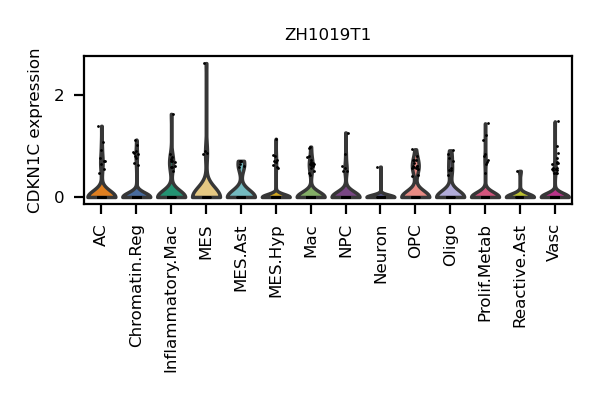 ZH1019T1
CDKN1C expression
2
0
AC
Chromatin.Reg
Inflammatory.Mac
MES
MES.Ast
MES.Hyp
Mac
NPC
Neuron
OPC
Oligo
Prolif.Metab
Reactive.Ast
Vasc